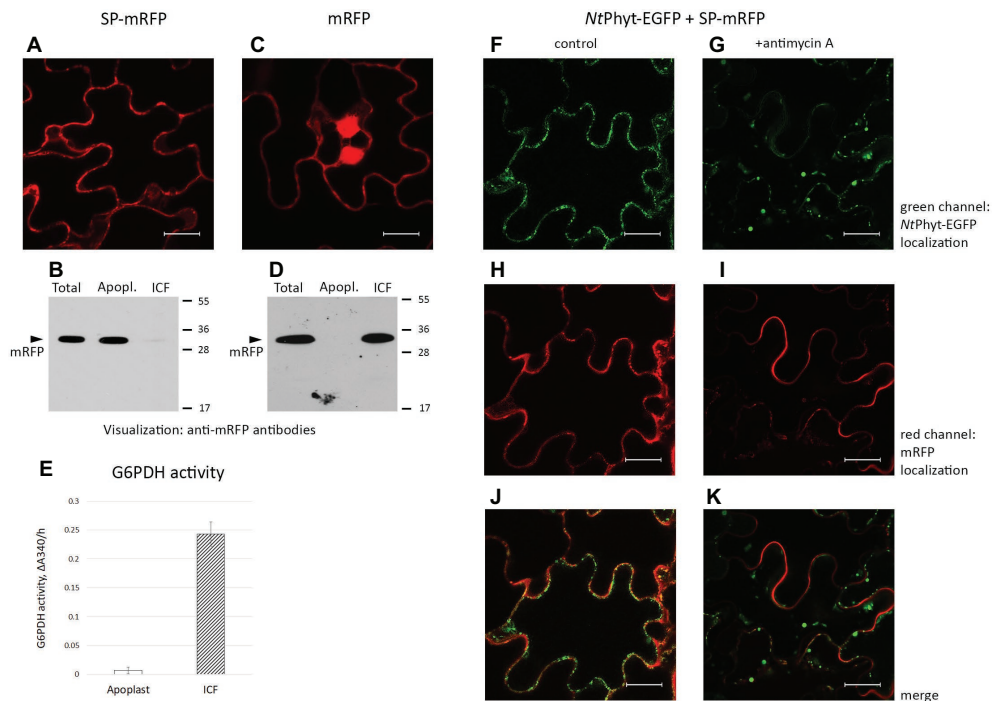 SP-mRFP
mRFP
NtPhyt-EGFP + SP-mRFP
control
+antimycin A
A
C
F
G
green channel:
NtPhyt-EGFP
localization
B
D
Total Apopl. ICF
Total Apopl. ICF
55
36
28
17
mRFP
55
36
28
17
mRFP
Visualization: anti-mRFP antibodies
H
I
red channel:
mRFP
localization
E
G6PDH activity
G6PDH activity, ΔA340/h
0.3
0.25
0.2
0.15
0.1
0.05
0
Apoplast
ICF
J
K
merge